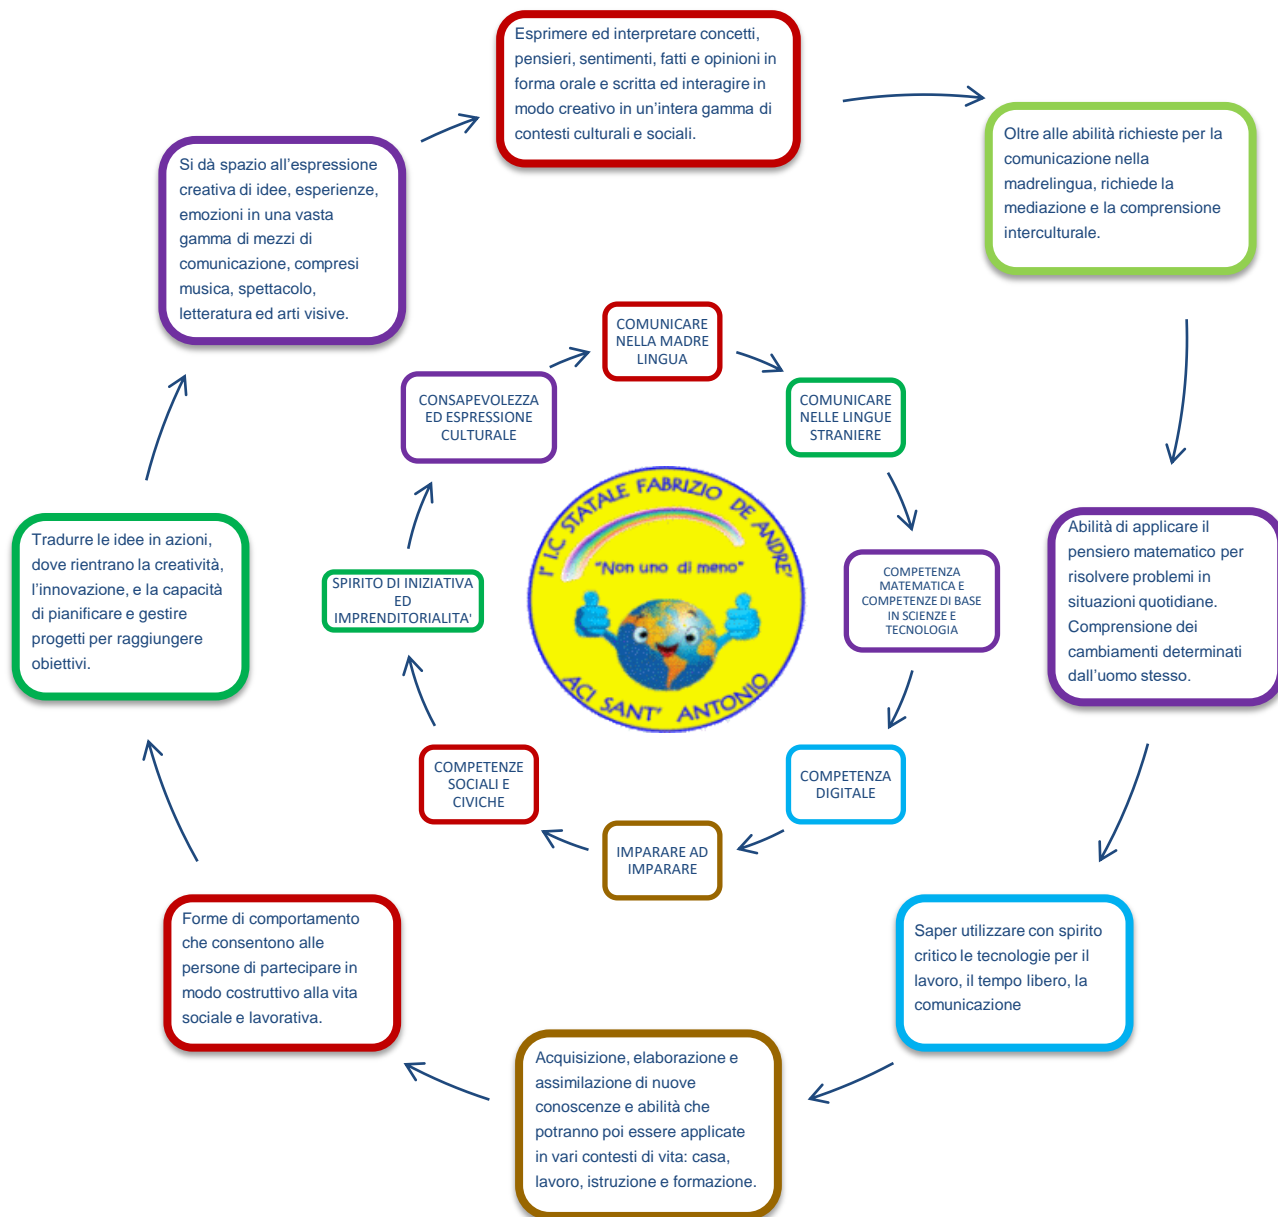 Esprimere ed interpretare concetti,
pensieri, sentimenti, fatti e opinioni in
forma orale e scritta ed interagire in
modo creativo in un’intera gamma di
contesti culturali e sociali.
Oltre alle abilità richieste per la
comunicazione nella
madrelingua, richiede la
mediazione e la comprensione
interculturale.
Si dà spazio all’espressione
creativa di idee, esperienze,
emozioni in una vasta
gamma di mezzi di
comunicazione, compresi
musica, spettacolo,
letteratura ed arti visive.
COMUNICARE
NELLA MADRE
LINGUA
CONSAPEVOLEZZA
ED ESPRESSIONE
CULTURALE
COMUNICARE
NELLE LINGUE
STRANIERE
I° I.C STATALE FABRIZIO DE ANDRE'
"Non uno di meno"
ACI SANT' ANTONIO
Tradurre le idee in azioni,
dove rientrano la creatività,
l’innovazione, e la capacità
di pianificare e gestire
progetti per raggiungere
obiettivi.
SPIRITO DI INIZIATIVA
ED
IMPRENDITORIALITA'
COMPETENZA
MATEMATICA E
COMPETENZE DI BASE
IN SCIENZE E
TECNOLOGIA
Abilità di applicare il
pensiero matematico per
risolvere problemi in
situazioni quotidiane.
Comprensione dei
cambiamenti determinati
dall’uomo stesso.
COMPETENZE
SOCIALI E
CIVICHE
COMPETENZA
DIGITALE
IMPARARE AD
IMPARARE
Forme di comportamento
che consentono alle
persone di partecipare in
modo costruttivo alla vita
sociale e lavorativa.
Saper utilizzare con spirito
critico le tecnologie per il
lavoro, il tempo libero, la
comunicazione
Acquisizione, elaborazione e
assimilazione di nuove
conoscenze e abilità che
potranno poi essere applicate
in vari contesti di vita: casa,
lavoro, istruzione e formazione.